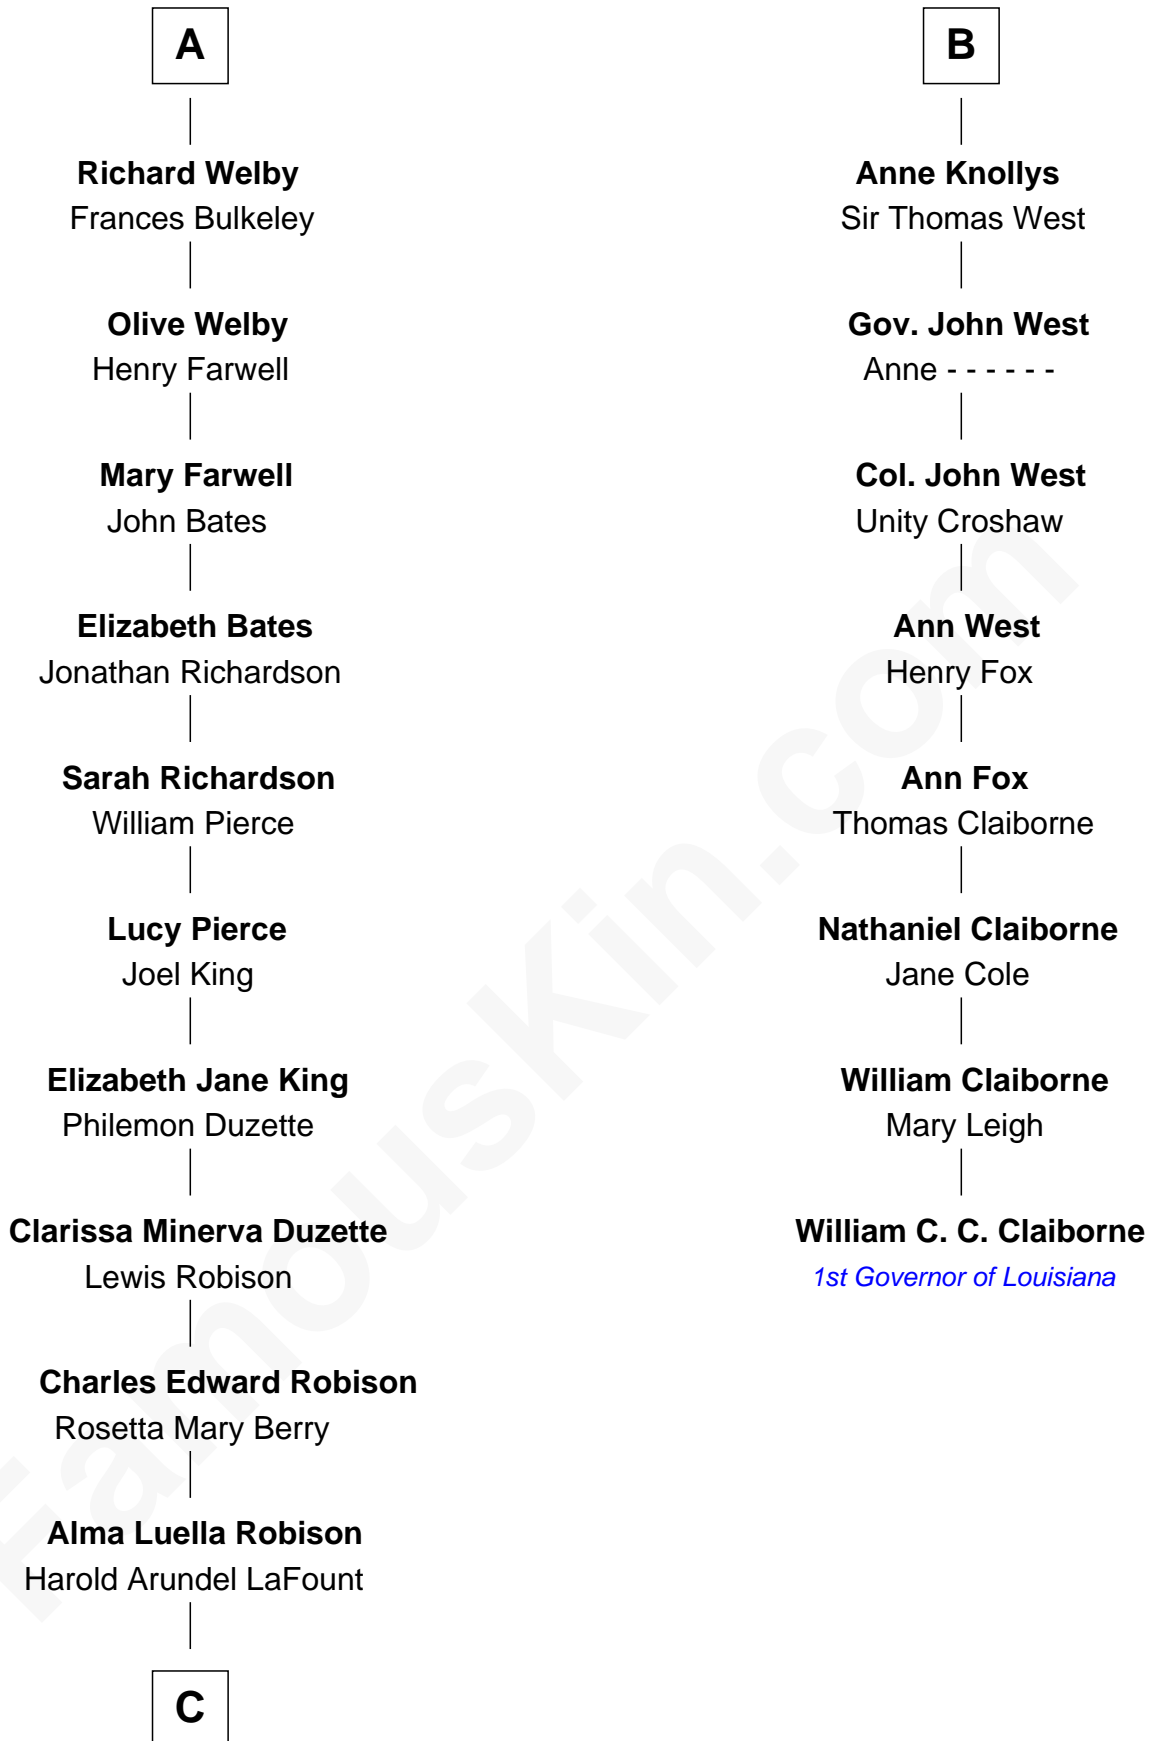 A
Richard Welby
Frances Bulkeley
Olive Welby
Henry Farwell
Mary Farwell
John Bates
Elizabeth Bates
Jonathan Richardson
Sarah Richardson
William Pierce
Lucy Pierce
Joel King
Elizabeth Jane King
Philemon Duzette
Clarissa Minerva Duzette
Lewis Robison
Charles Edward Robison
Rosetta Mary Berry
Alma Luella Robison
Harold Arundel LaFount
C
B
Anne Knollys
Sir Thomas West
Gov. John West
Anne - - - - - -
Col. John West
Unity Croshaw
Ann West
Henry Fox
Ann Fox
Thomas Claiborne
Nathaniel Claiborne
Jane Cole
William Claiborne
Mary Leigh
William C. C. Claiborne
1st Governor of Louisiana
FamousKin.com